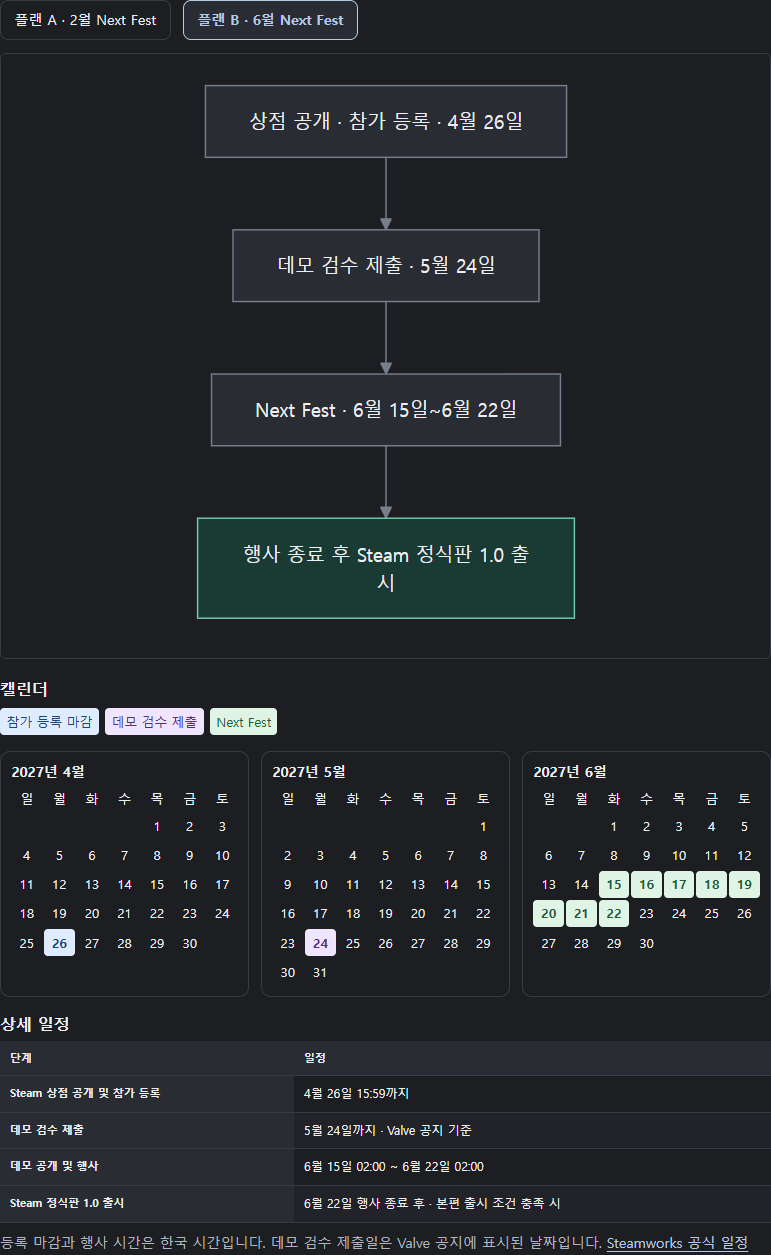 플랜 A · 2월 Next Fest
플랜 B · 6월 Next Fest
상점 공개 · 참가 등록 · 4월 26일
데모 검수 제출 · 5월 24일
Next Fest · 6월 15일~6월 22일
행사 종료 후 Steam 정식판 1.0 출
시
캘린더
참가 등록 마감 데모 검수 제출 Next Fest
2027년 4월
일 월 화 수 목 금 토
1 2 3
4 5 6 7 8 9 10
11 12 13 14 15 16 17
18 19 20 21 22 23 24
25 26 27 28 29 30
2027년 5월
일 월 화 수 목 금 토
1
2 3 4 5 6 7 8
9 10 11 12 13 14 15
16 17 18 19 20 21 22
23 24 25 26 27 28 29
30 31
2027년 6월
일 월 화 수 목 금 토
1 2 3 4 5
6 7 8 9 10 11 12
13 14 15 16 17 18 19
20 21 22 23 24 25 26
27 28 29 30
상세 일정
단계 일정
Steam 상점 공개 및 참가 등록 4월 26일 15:59까지
데모 검수 제출 5월 24일까지 · Valve 공지 기준
데모 공개 및 행사 6월 15일 02:00 ~ 6월 22일 02:00
Steam 정식판 1.0 출시 6월 22일 행사 종료 후 · 본편 출시 조건 충족 시
등록 마감과 행사 시간은 한국 시간입니다. 데모 검수 제출일은 Valve 공지에 표시된 날짜입니다. Steamworks 공식 일정